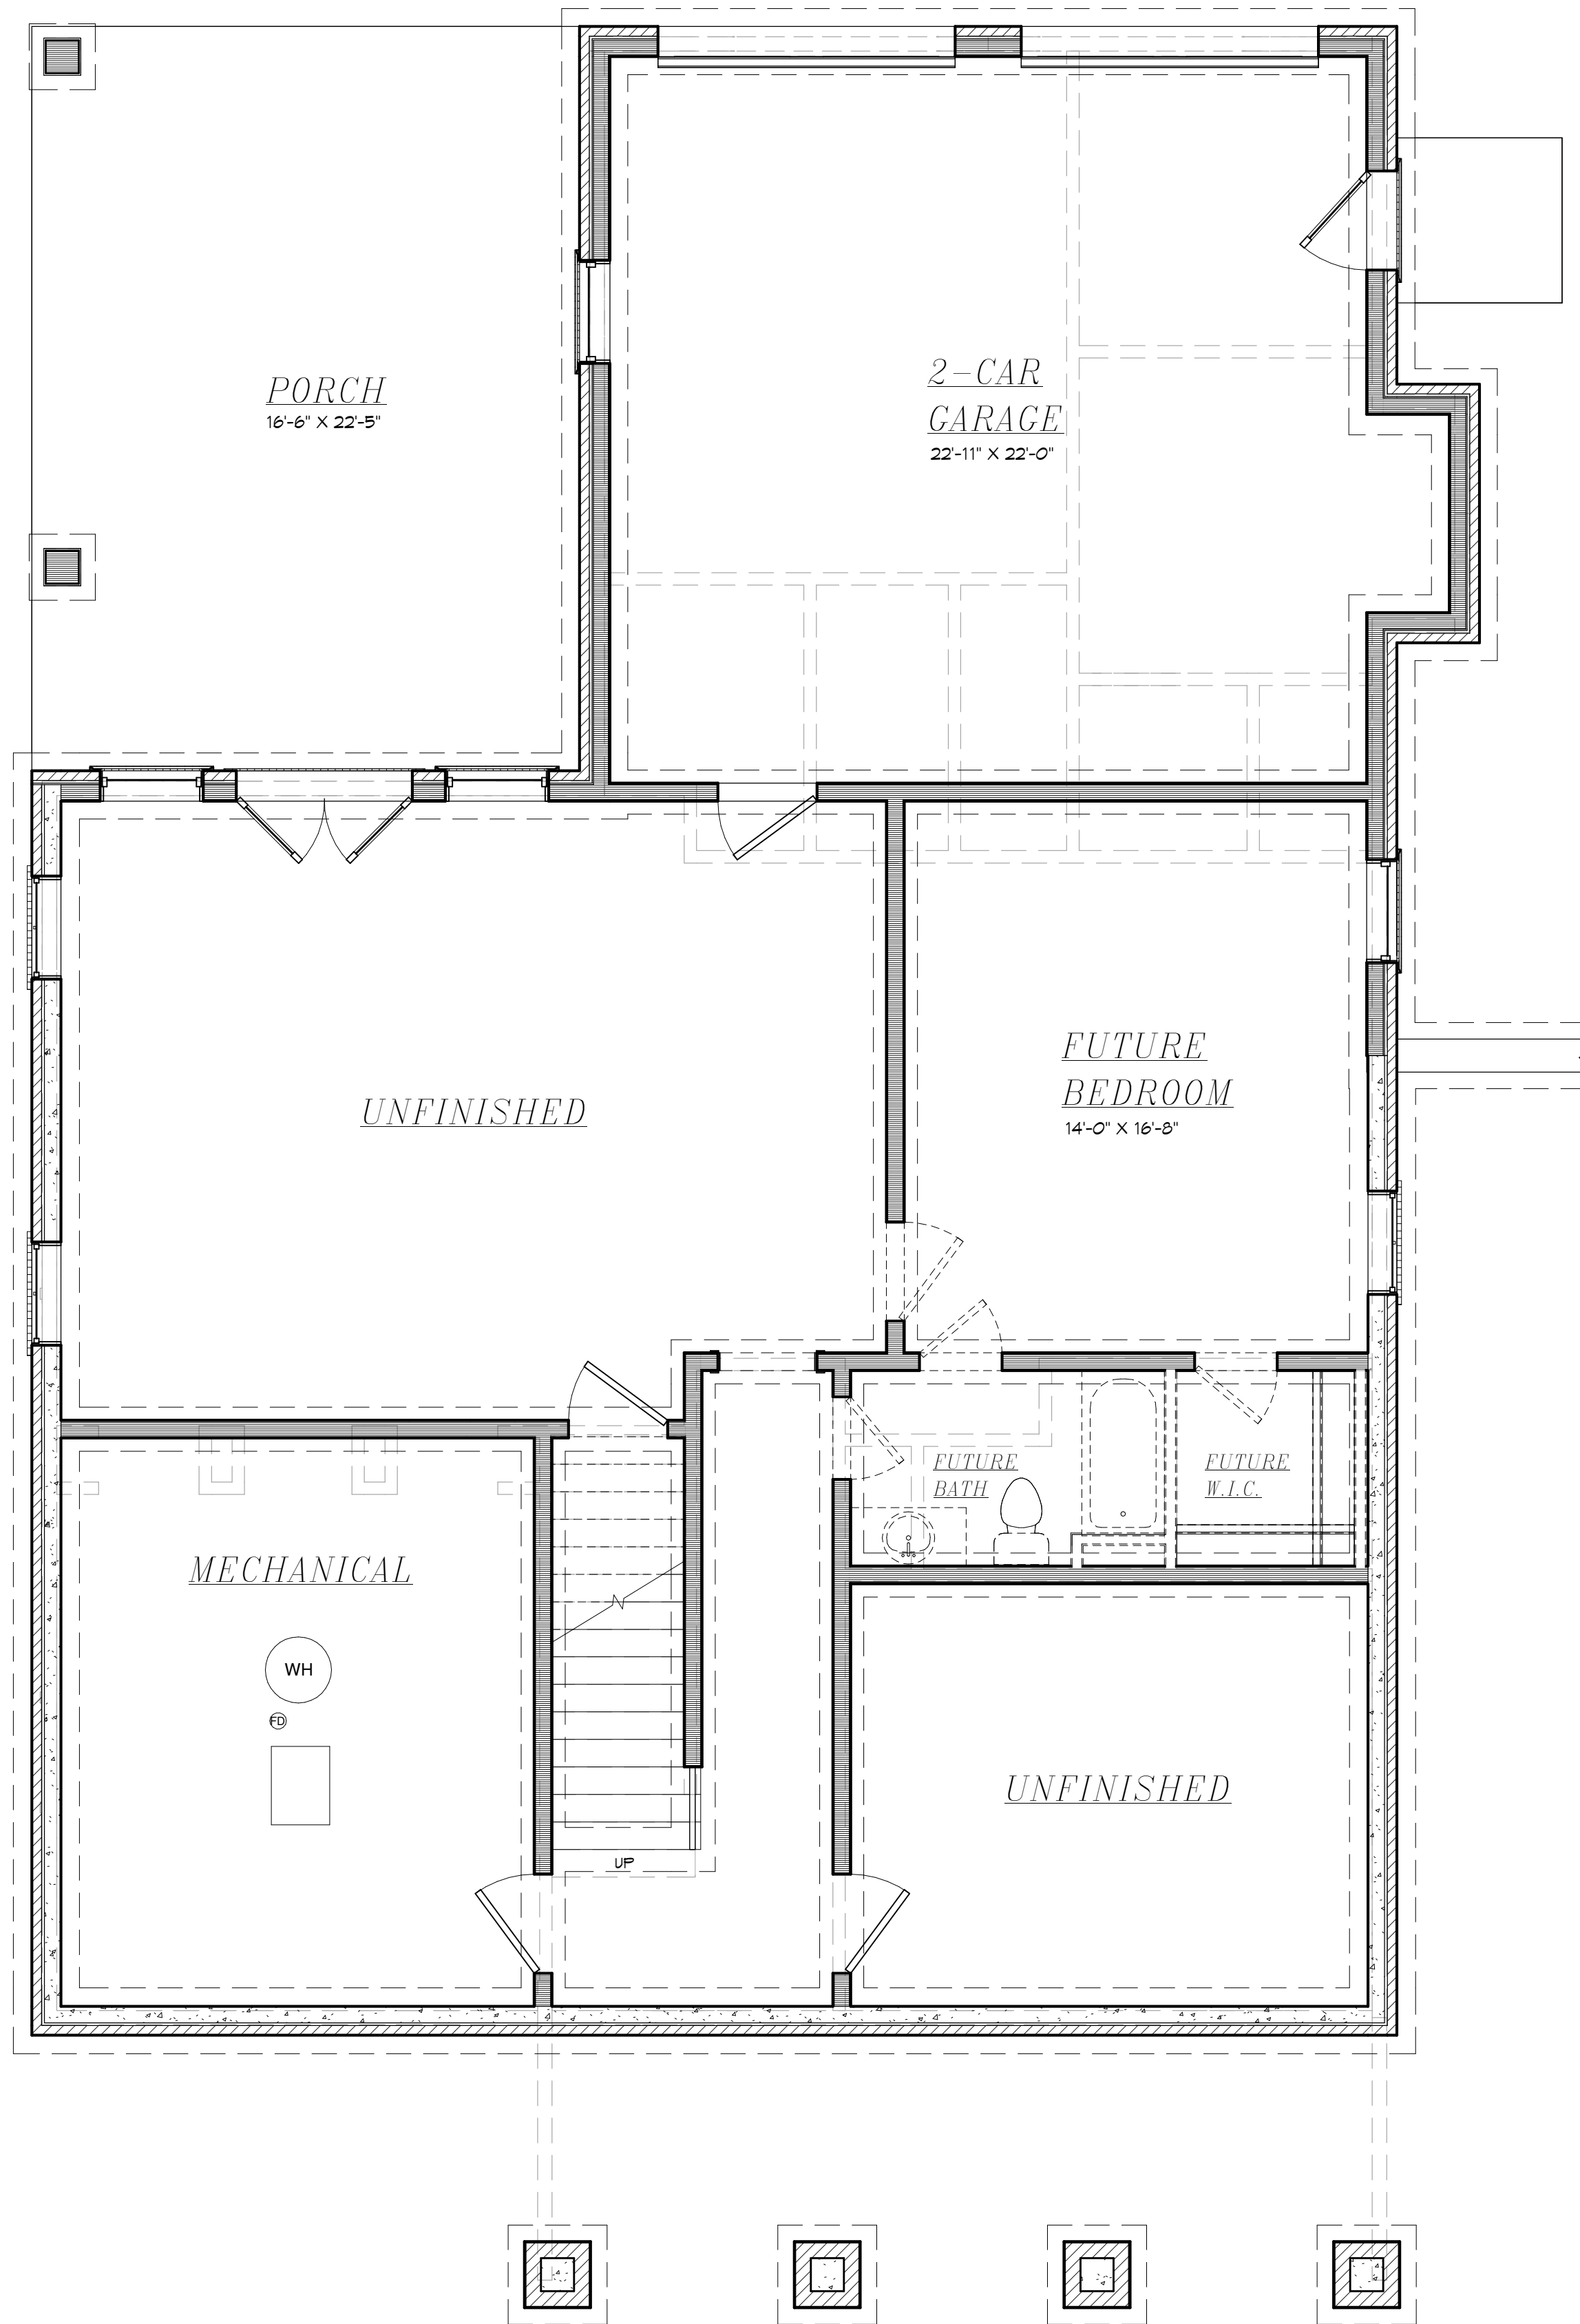 PORCH
16'-6" X 22'-5"
2-CAR
GARAGE
22'-11" X 22'-0"
UNFINISHED
FUTURE
BEDROOM
14'-0" X 16'-8"
FUTURE
BATH
FUTURE
W.I.C.
MECHANICAL
WH
FD
UNFINISHED
UP